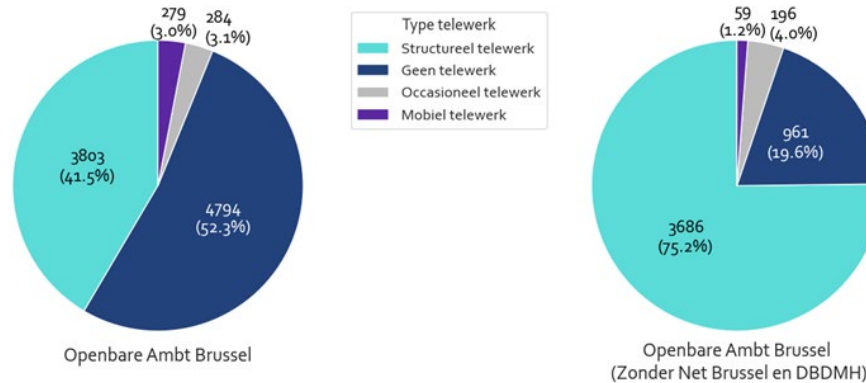 279
(3.0%)
284
(3.1%)
3803
(41.5%)
4794
(52.3%)
Openbare Ambt Brussel
Type telewerk
Structureel telewerk
Geen telewerk
Occasioneel telewerk
Mobiel telewerk
59
(1.2%)
196
(4.0%)
961
(19.6%)
3686
(75.2%)
Openbare Ambt Brussel
(Zonder Net Brussel en DBDMH)